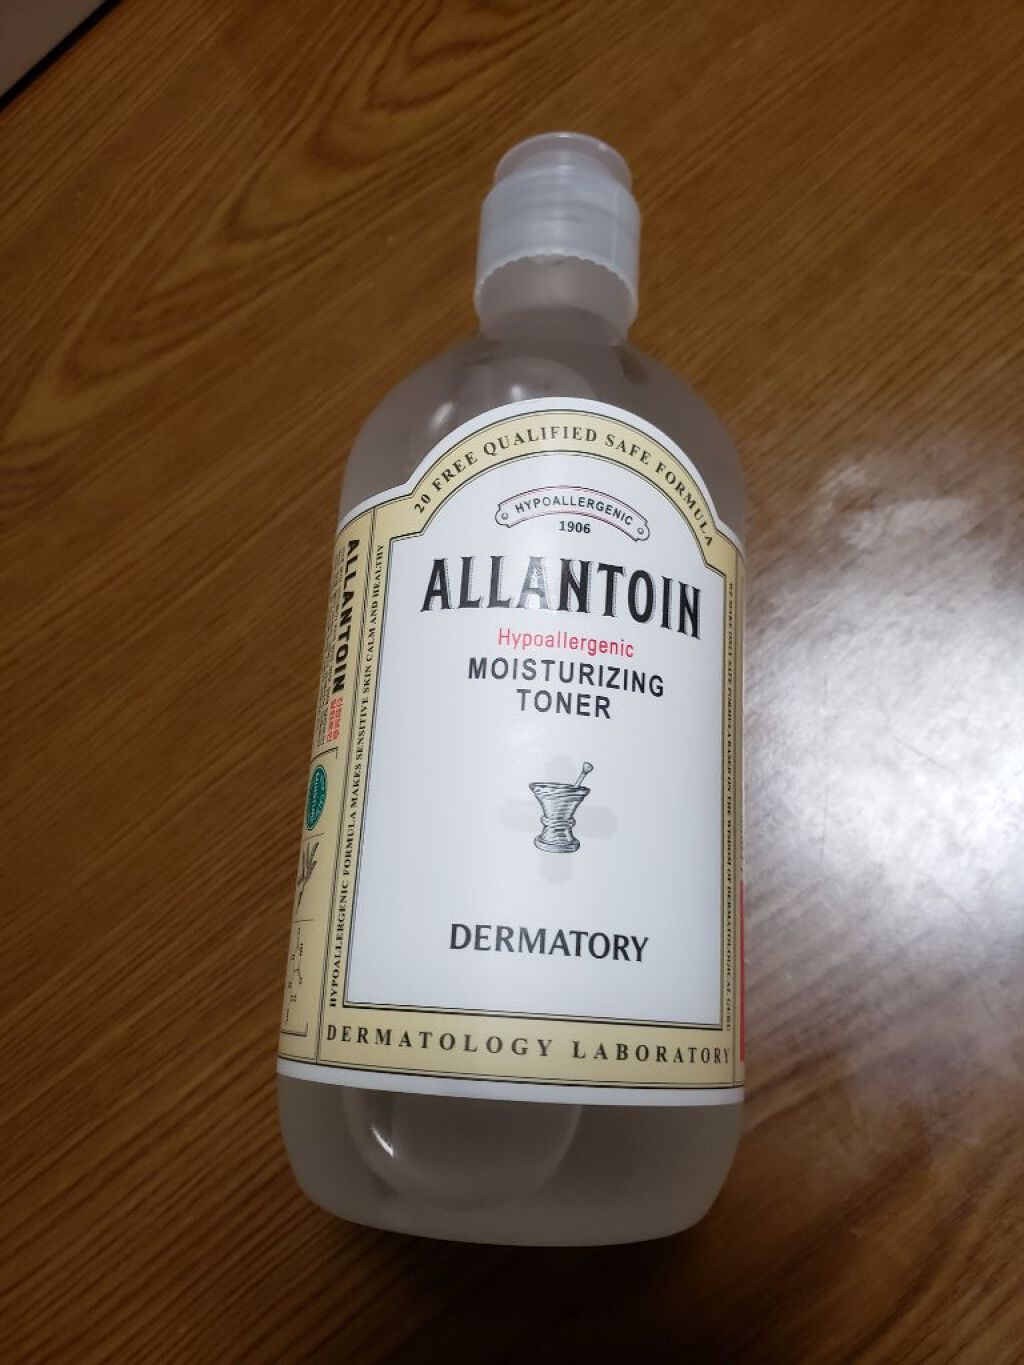 20 FREE QUALIFIED SAFE FORMULA
HYPOALLERGENIC
1906
ALLANTOIN
Hypoallergenic
MOISTURIZING
TONER
DERMATORY
DERMATOLOGY LABORATORY
HYPOALLERGENIC FORMULA MAKES SENSITIVE SKIN CALM AND HEALTHY
ALLANTOIN